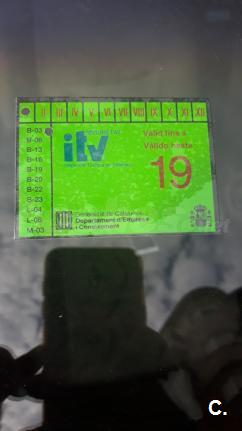 II III IV V VI VII VIII IX X XI XII
B-03
B-06
B-13
B-16
B-19
B-20
B-22
B-23
L-04
L-08
M-03
itv
Vàlid fins a
Válido hasta
19
Generalitat de Catalunya
Departament d'Empresa
i Coneixement
C.